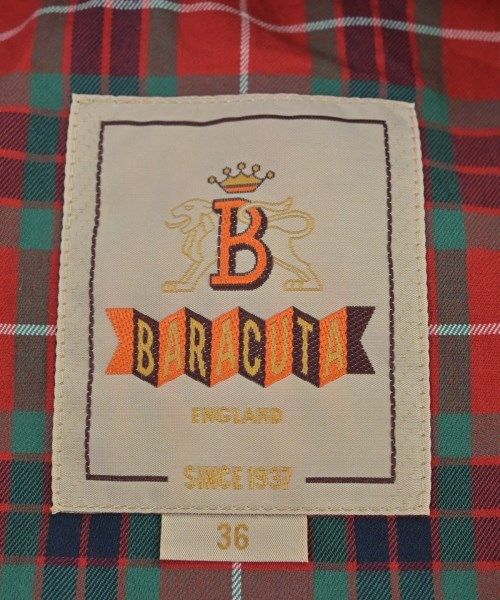 B
BARACUTA
ENGLAND
SINCE 1937
36